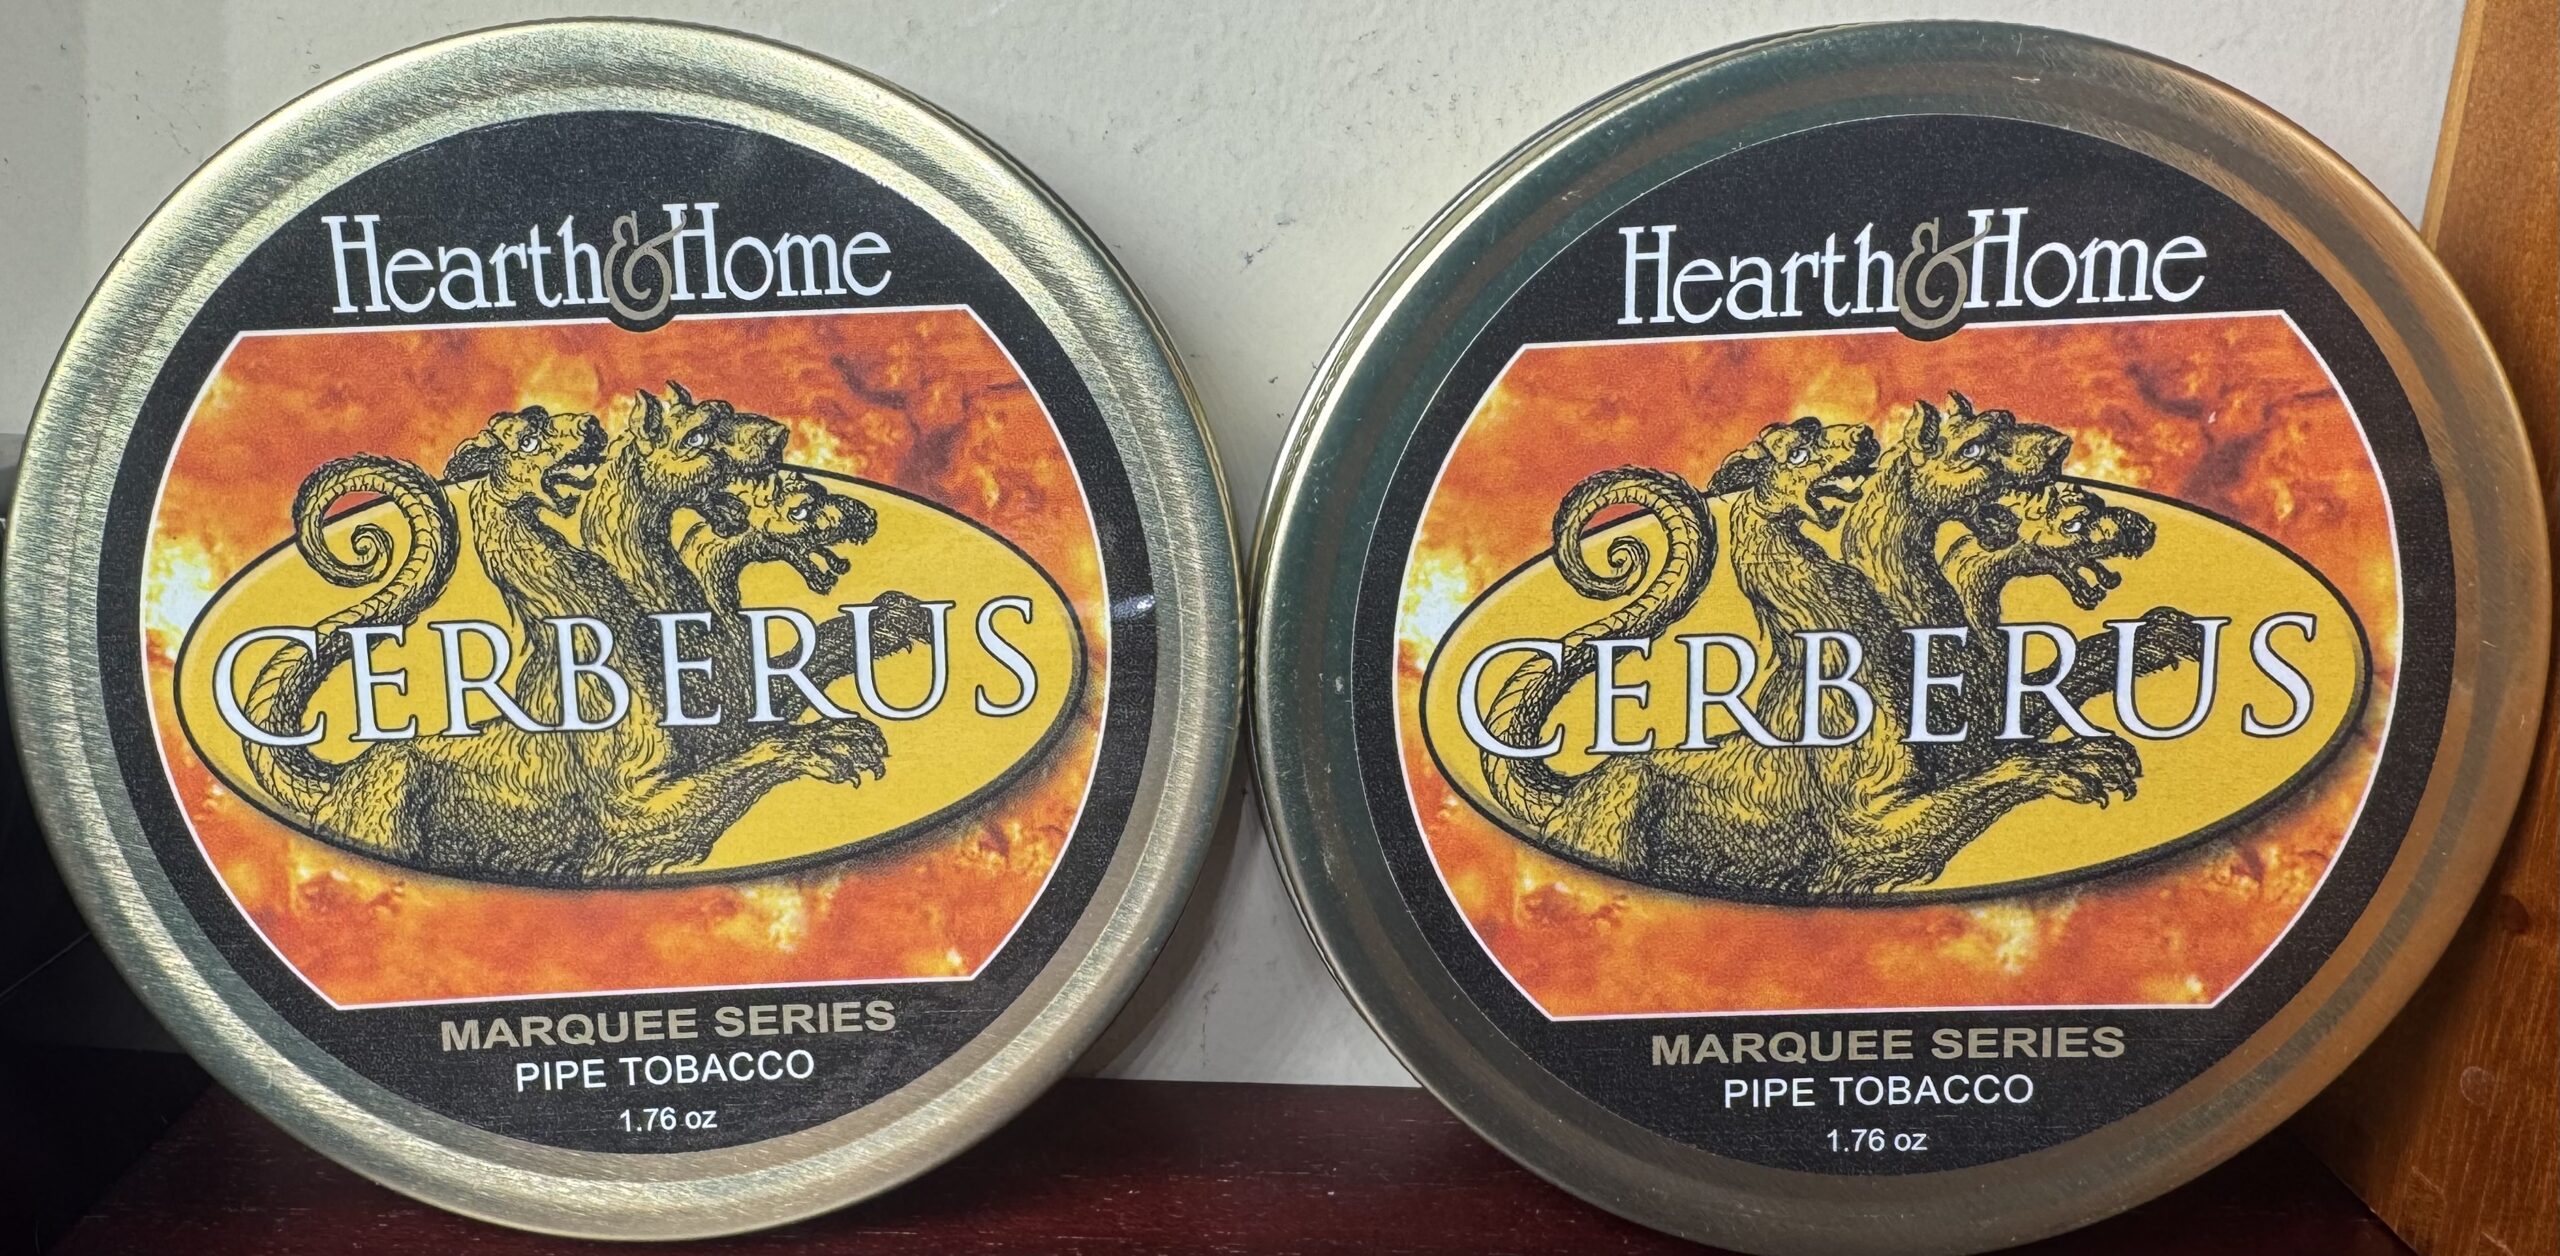 Hearth & Home
CERBERUS
MARQUEE SERIES
PIPE TOBACCO
1.76 oz
Hearth & Home
CERBERUS
MARQUEE SERIES
PIPE TOBACCO
1.76 oz